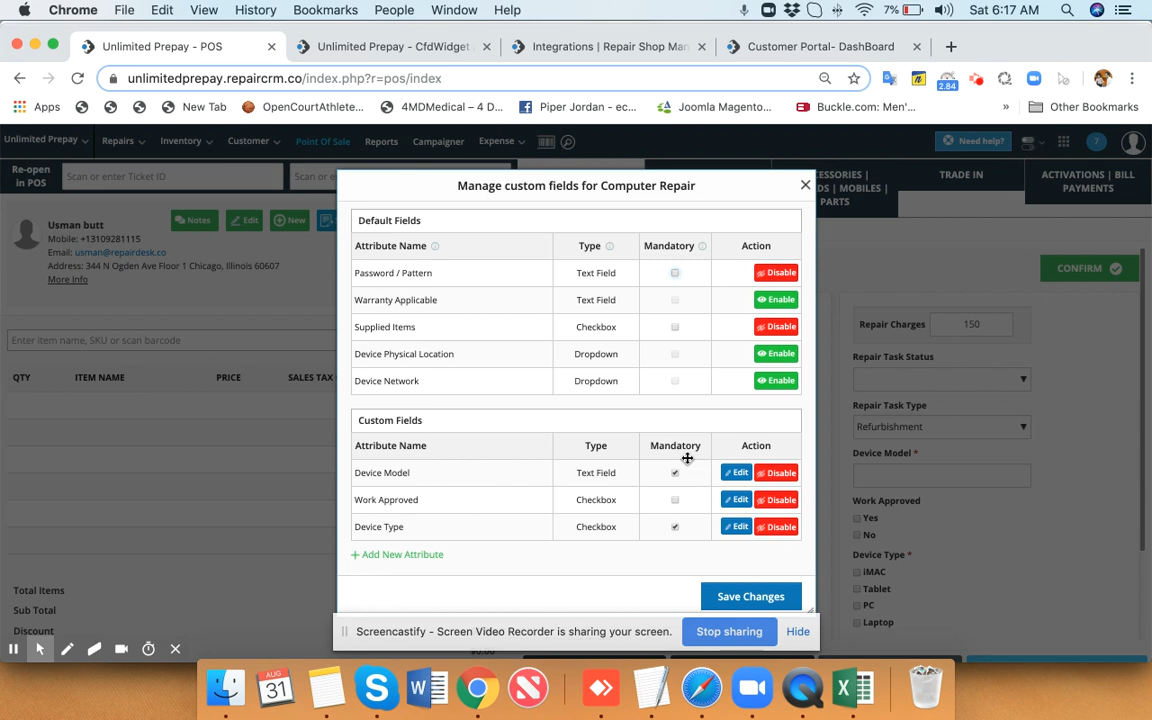 Chrome File Edit View History Bookmarks People Window Help 7% Sat 6:17 AM
Unlimited Prepay - POS Unlimited Prepay - CfdWidget Integrations | Repair Shop Man Customer Portal- DashBoard
unlimitedprepay.repaircrm.co/index.php?r=pos/index 2.84
Apps New Tab OpenCourtAthlete... 4MDMedical – 4 D... Piper Jordan - ec... Joomla Magento... Buckle.com: Men'... » Other Bookmarks
Unlimited Prepay Repairs Inventory Customer Point Of Sale Reports Campaigner Expense Need help? 7
Re-open in POS Scan or enter Ticket ID Scan or en TRADE IN ACTIVATIONS | BILL PAYMENTS
CESSORIES |
DS | MOBILES |
PARTS
Manage custom fields for Computer Repair
Usman butt
Mobile: +13109281115
Email: usman@repairdesk.co
Address: 344 N Ogden Ave Floor 1 Chicago, Illinois 60607
More Info
Notes Edit New
CONFIRM
Default Fields
Attribute Name Type Mandatory Action
Password / Pattern Text Field Disable
Warranty Applicable Text Field Enable
Supplied Items Checkbox Disable
Device Physical Location Dropdown Enable
Device Network Dropdown Enable
Custom Fields
Attribute Name Type Mandatory Action
Device Model Text Field Edit Disable
Work Approved Checkbox Edit Disable
Device Type Checkbox Edit Disable
+ Add New Attribute
Save Changes
Enter item name, SKU or scan barcode
QTY ITEM NAME PRICE SALES TAX
Repair Charges 150
Repair Task Status
Repair Task Type
Refurbishment
Device Model *
Work Approved
Yes
No
Device Type *
iMAC
Tablet
PC
Laptop
Total Items
Sub Total
Discount
Screencastify - Screen Video Recorder is sharing your screen. Stop sharing Hide
AUG
31